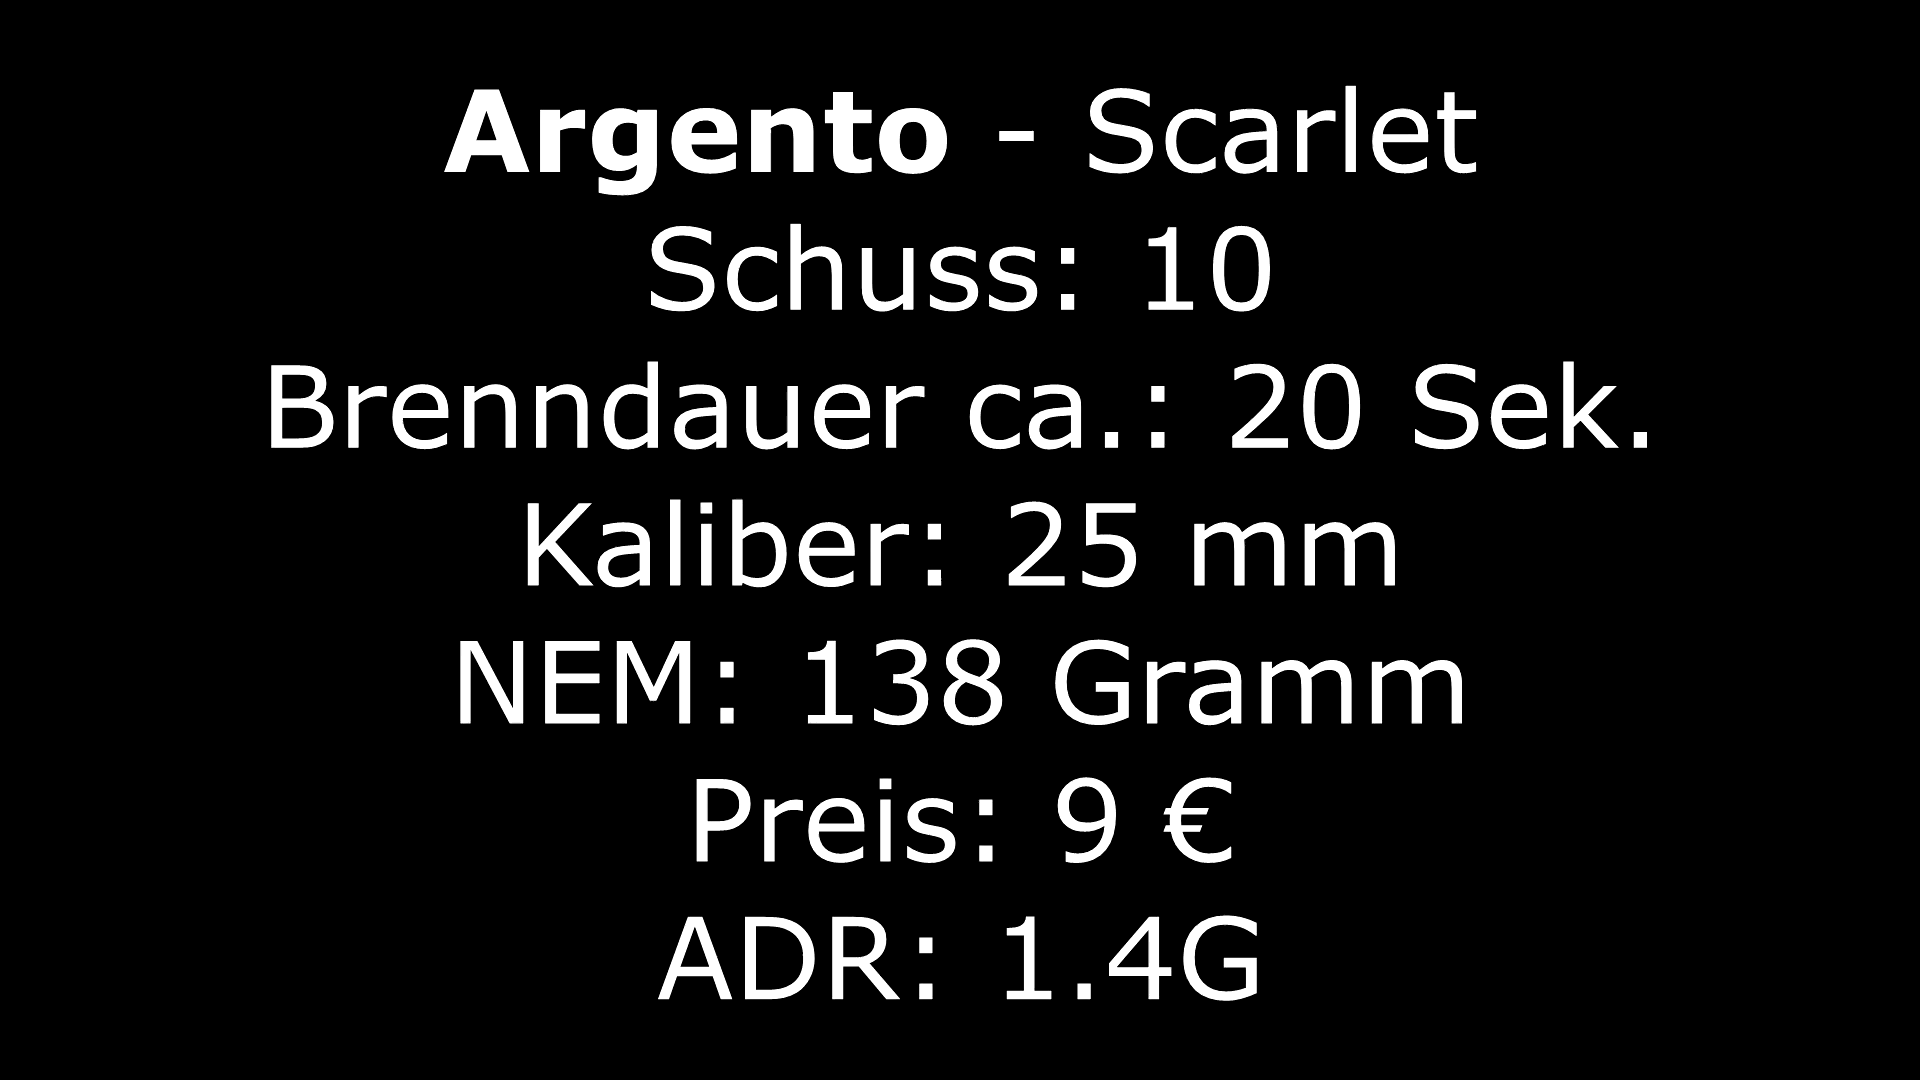 Argento - Scarlet
Schuss: 10
Brenndauer ca.: 20 Sek.
Kaliber: 25 mm
NEM: 138 Gramm
Preis: 9 €
ADR: 1.4G